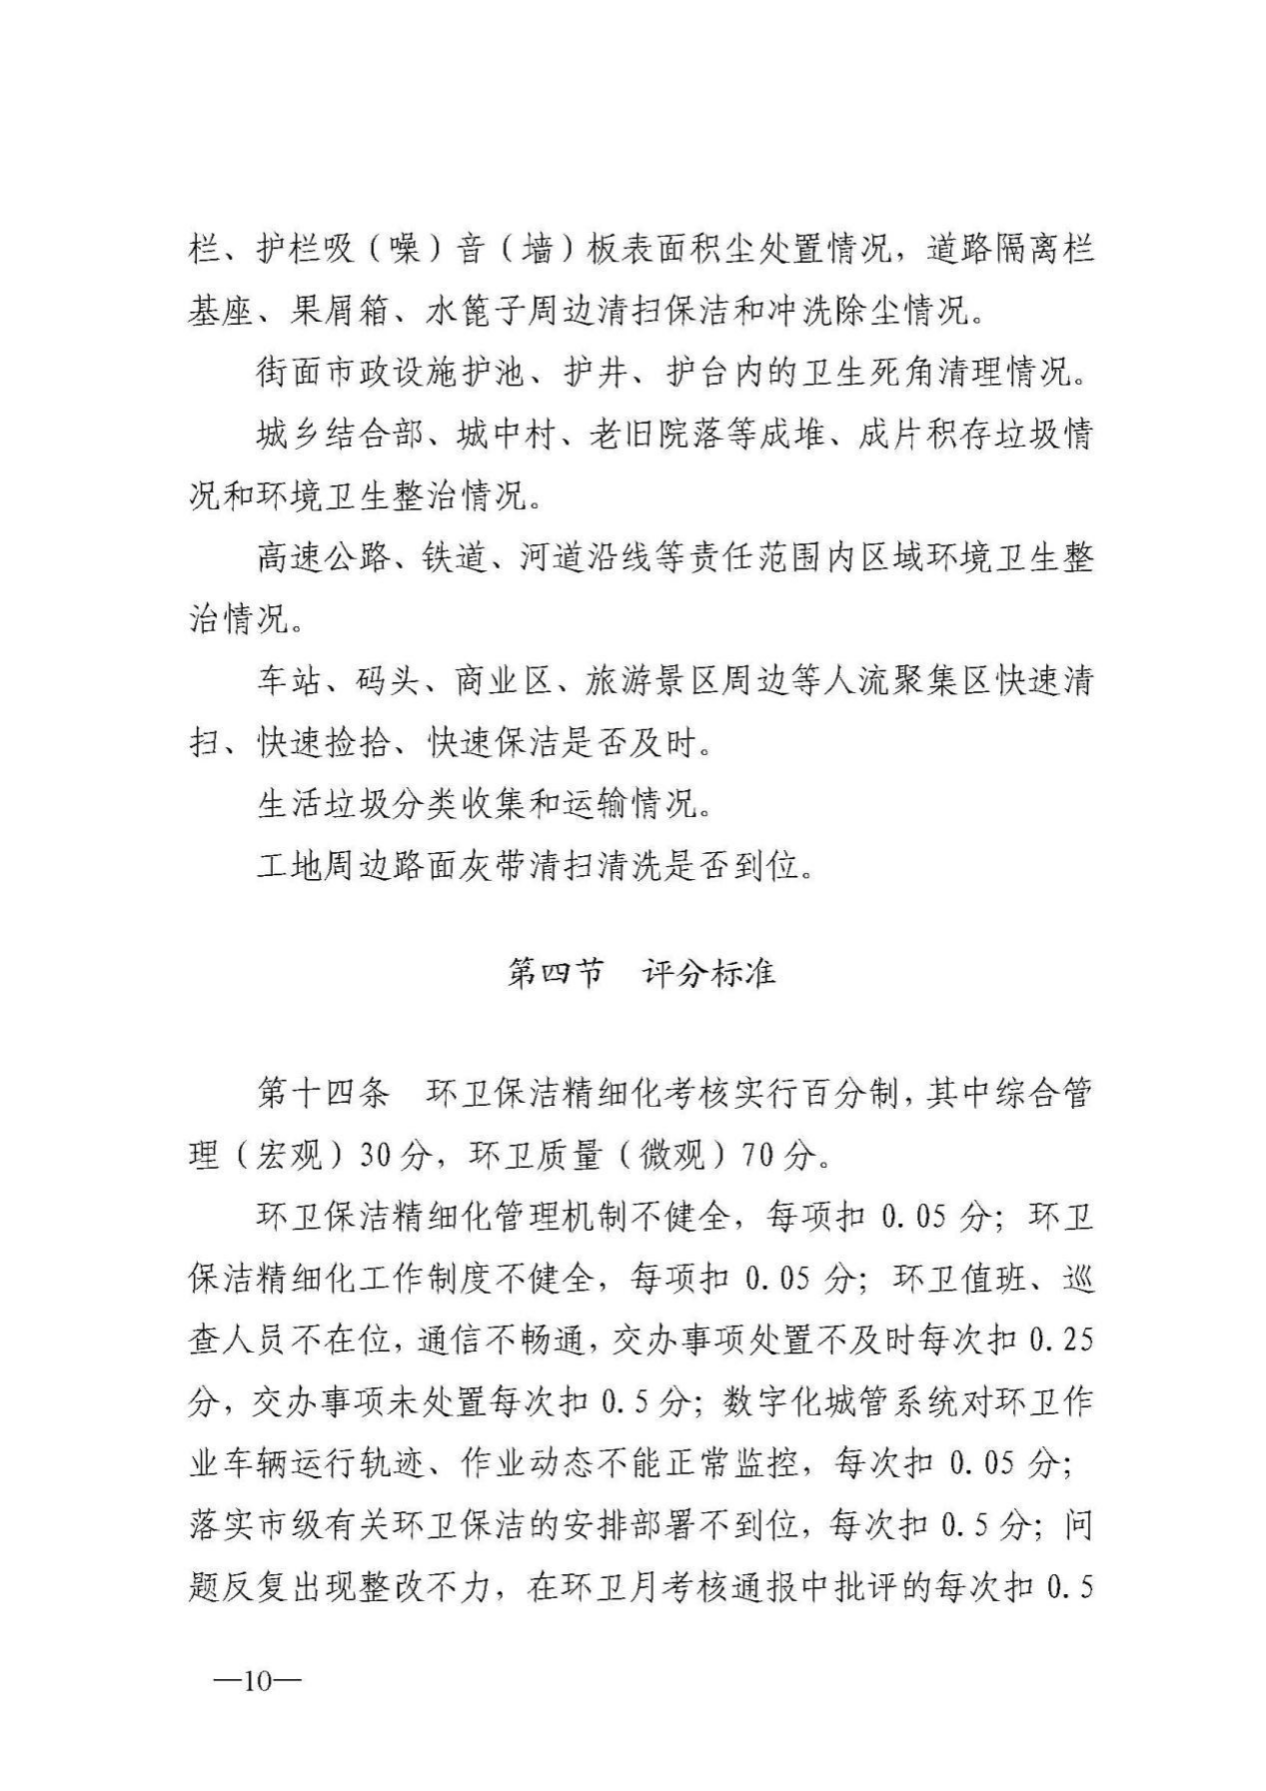 栏、护栏吸（噪）音（墙）板表面积尘处置情况，道路隔离栏
基座、果屑箱、水篦子周边清扫保洁和冲洗除尘情况。
街面市政设施护池、护井、护台内的卫生死角清理情况。
城乡结合部、城中村、老旧院落等成堆、成片积存垃圾情
况和环境卫生整治情况。
高速公路、铁道、河道沿线等责任范围内区域环境卫生整
治情况。
车站、码头、商业区、旅游景区周边等人流聚集区快速清
扫、快速捡拾、快速保洁是否及时。
生活垃圾分类收集和运输情况。
工地周边路面灰带清扫清洗是否到位。
第四节　评分标准
第十四条　环卫保洁精细化考核实行百分制，其中综合管
理（宏观）30分，环卫质量（微观）70分。
环卫保洁精细化管理机制不健全，每项扣 0.05 分；环卫
保洁精细化工作制度不健全，每项扣 0.05 分；环卫值班、巡
查人员不在位，通信不畅通，交办事项处置不及时每次扣 0.25
分，交办事项未处置每次扣 0.5 分；数字化城管系统对环卫作
业车辆运行轨迹、作业动态不能正常监控，每次扣 0.05 分；
落实市级有关环卫保洁的安排部署不到位，每次扣 0.5 分；问
题反复出现整改不力，在环卫月考核通报中批评的每次扣 0.5
—10—